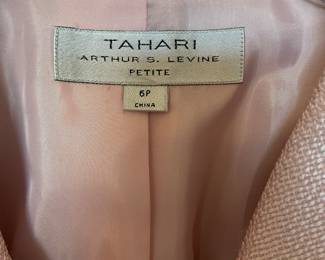 TAHARI
ARTHUR S. LEVINE
PETITE
6P
CHINA